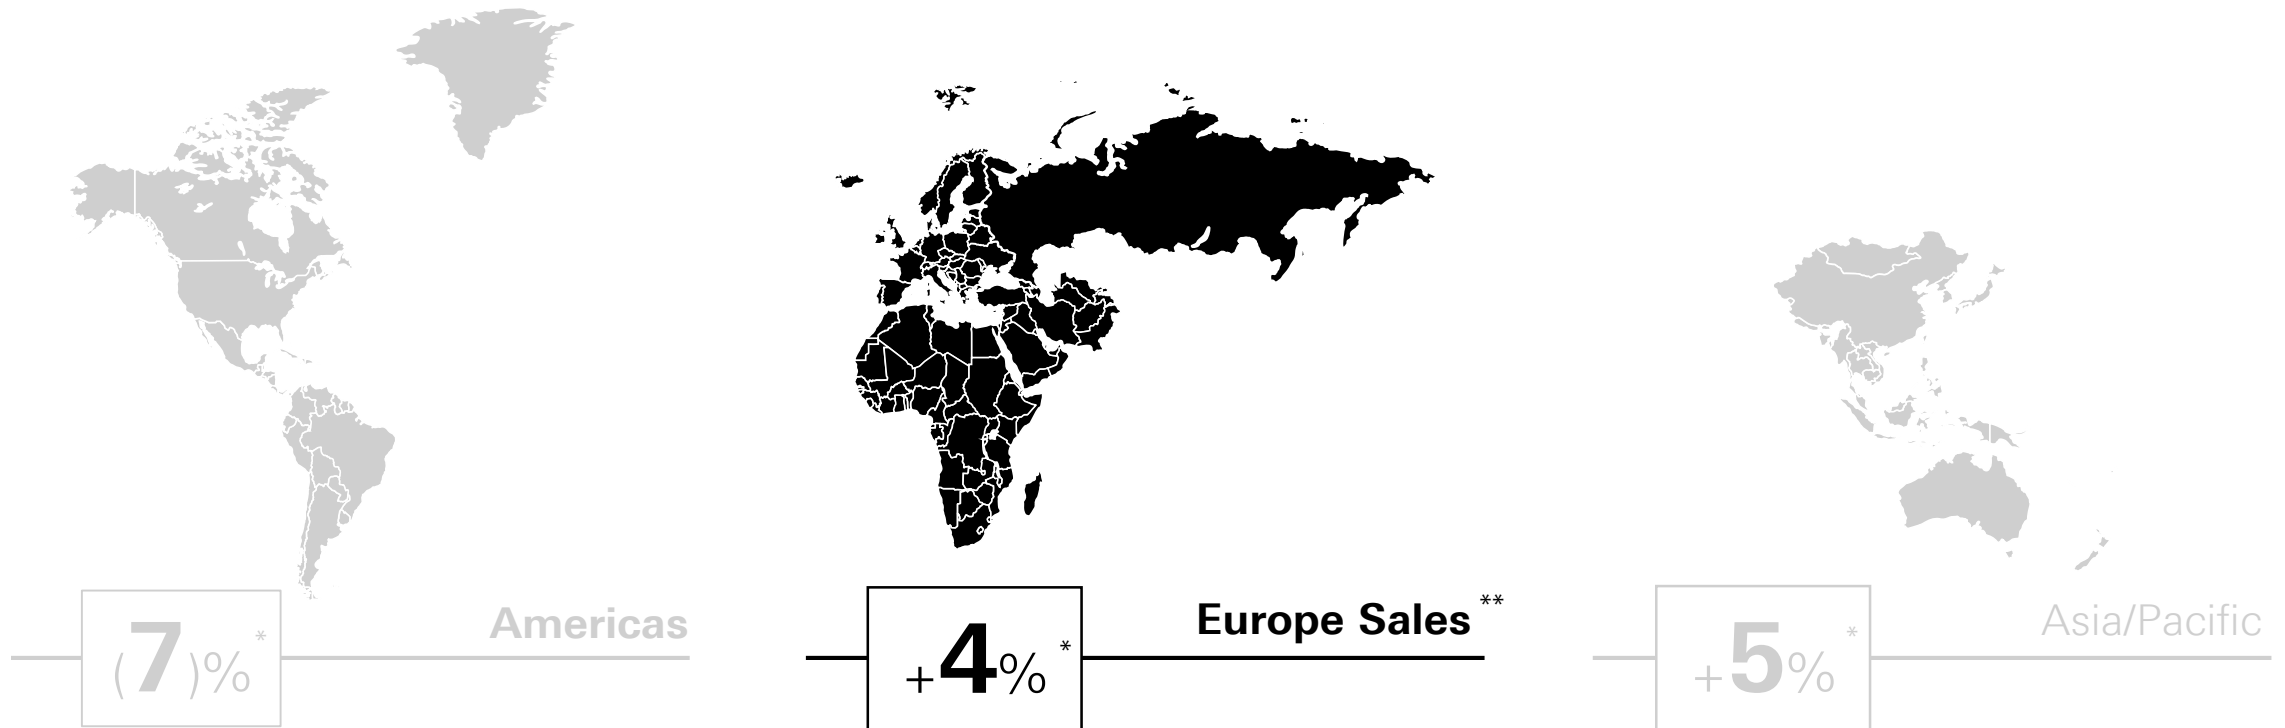 Americas
(7)%*
Europe Sales**
+4%*
Asia/Pacific
+5%*